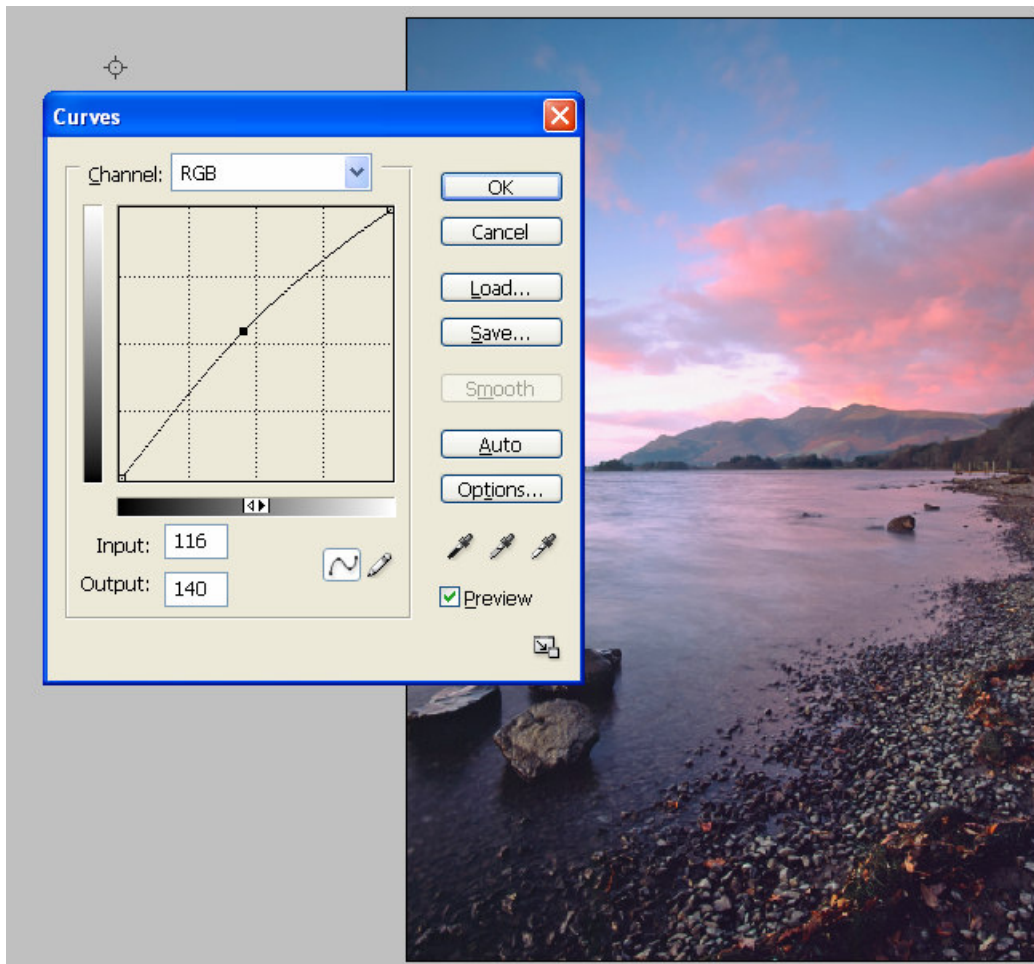 Curves
Channel: RGB
OK
Cancel
Load...
Save...
Smooth
Auto
Options...
Input: 116
Output: 140
Preview